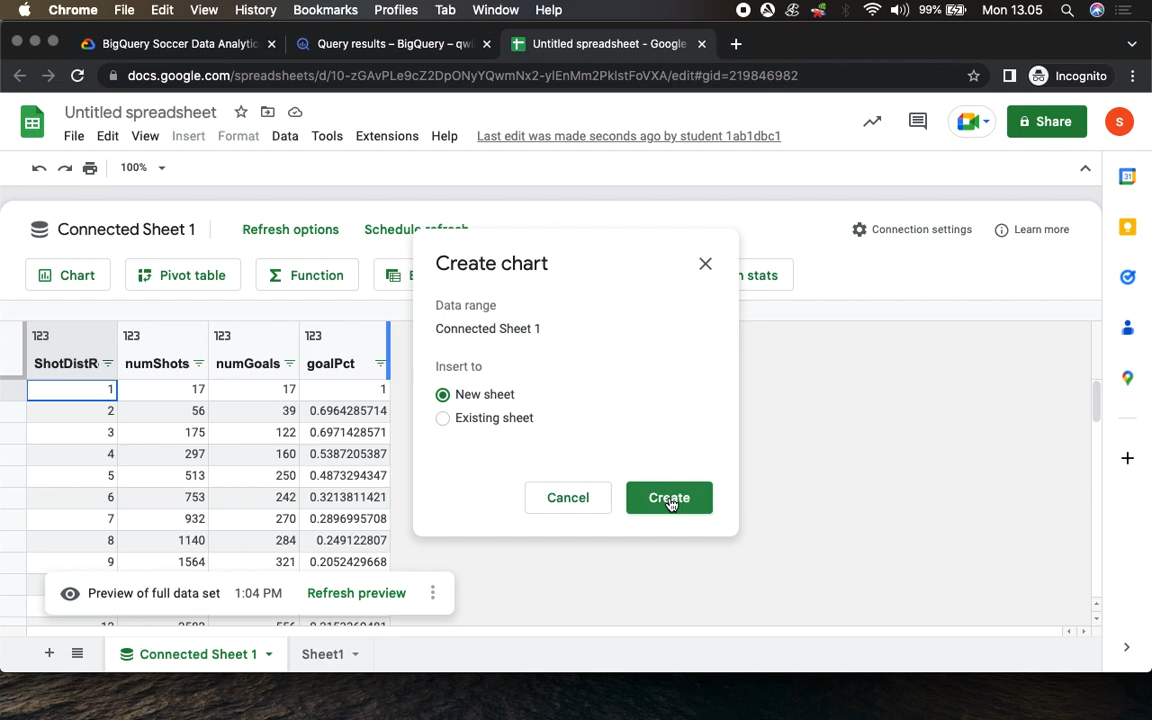 Chrome File Edit View History Bookmarks Profiles Tab Window Help 99% Mon 13.05
BigQuery Soccer Data Analytic Query results – BigQuery – qwi Untitled spreadsheet - Google
docs.google.com/spreadsheets/d/10-zGAvPLe9cZ2DpONyYQwmNx2-ylEnMm2PklstFoVXA/edit#gid=219846982 Incognito
Untitled spreadsheet
File Edit View Insert Format Data Tools Extensions Help Last edit was made seconds ago by student 1ab1dbc1 Share S
100%
Connected Sheet 1 Refresh options Schedule refresh Connection settings Learn more
Chart Pivot table Function stats
Create chart
Data range
Connected Sheet 1
Insert to
New sheet
Existing sheet
Cancel Create
123 123 123 123
ShotDistR numShots numGoals goalPct
1 17 17 1
2 56 39 0.6964285714
3 175 122 0.6971428571
4 297 160 0.5387205387
5 513 250 0.4873294347
6 753 242 0.3213811421
7 932 270 0.2896995708
8 1140 284 0.249122807
9 1564 321 0.2052429668
Preview of full data set 1:04 PM Refresh preview
Connected Sheet 1 Sheet1